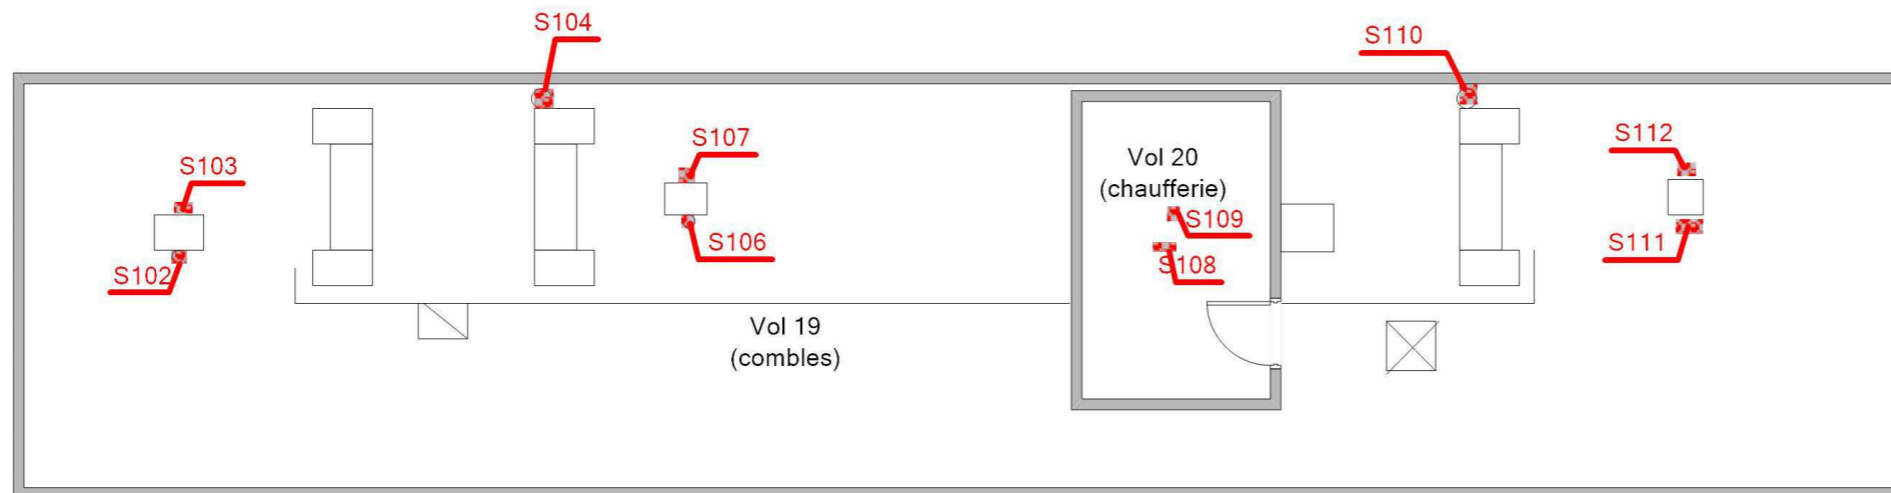 S104
S110
S107
S112
S103
Vol 20
(chaufferie)
S109
S106
S111
S108
S102
Vol 19
(combles)